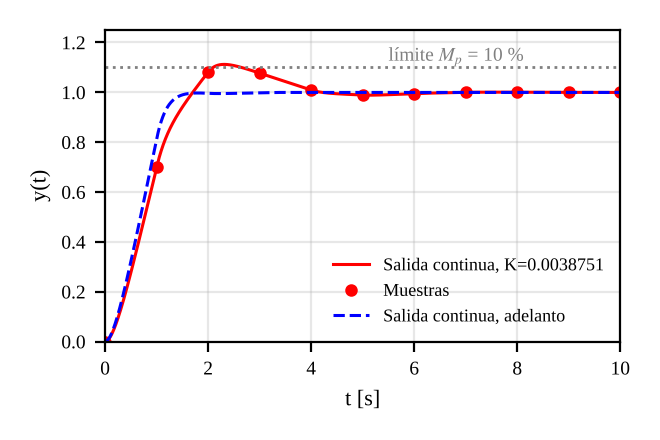 1.2
1.0
0.8
0.6
0.4
0.2
0.0
y(t)
límite Mₚ = 10 %
Salida continua, K=0.0038751
Muestras
Salida continua, adelanto
0 2 4 6 8 10
t [s]